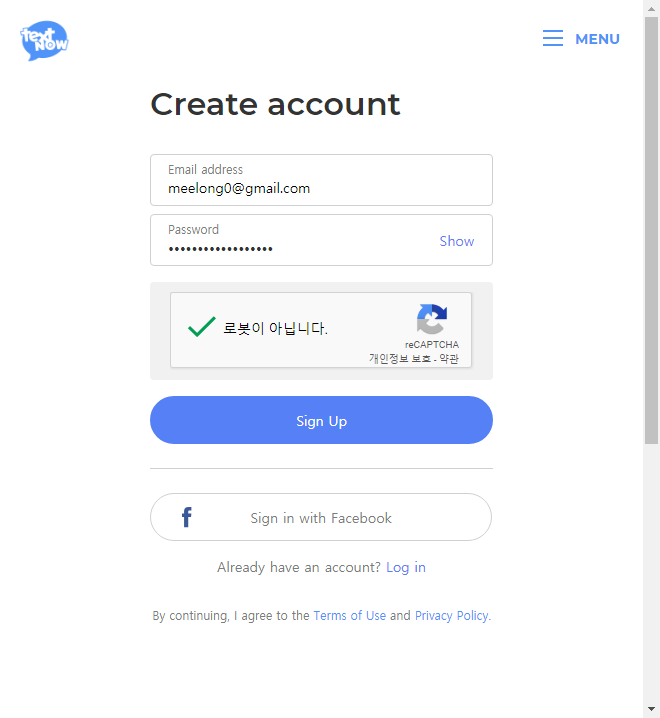 text
NOW
MENU
Create account
Email address
meelong0@gmail.com
Password
••••••••••••••••••
Show
로봇이 아닙니다.
reCAPTCHA
개인정보 보호 - 약관
Sign Up
f
Sign in with Facebook
Already have an account? Log in
By continuing, I agree to the Terms of Use and Privacy Policy.